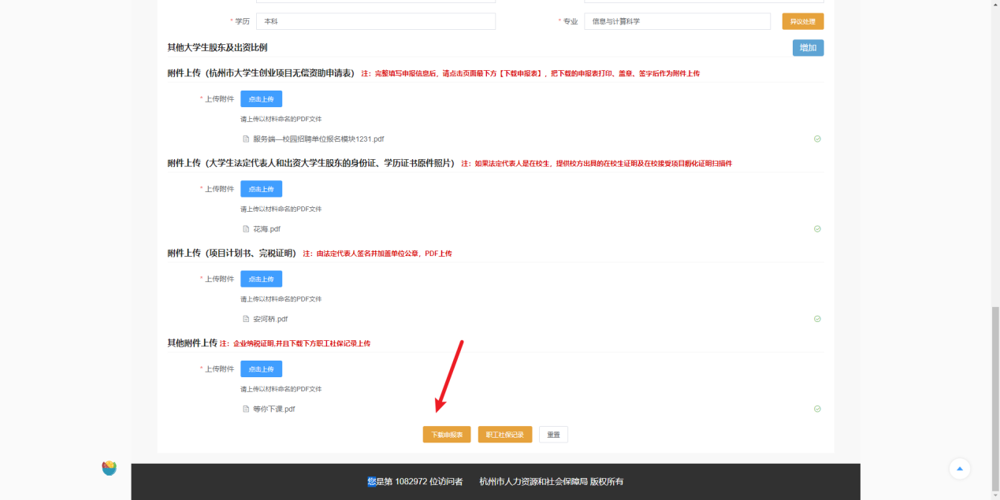 * 学历 本科 * 专业 信息与计算科学 异议处理
其他大学生股东及出资比例 增加
附件上传（杭州市大学生创业项目无偿资助申请表） 注：完整填写申报信息后，请点击页面最下方【下载申报表】，把下载的申报表打印、盖章、签字后作为附件上传
* 上传附件 点击上传
请上传以材料命名的PDF文件
服务端—校园招聘单位报名模块1231.pdf
附件上传（大学生法定代表人和出资大学生股东的身份证、学历证书原件照片） 注：如果法定代表人是在校生，提供校方出具的在校生证明及在校接受项目孵化证明扫描件
* 上传附件 点击上传
请上传以材料命名的PDF文件
花海.pdf
附件上传（项目计划书、完税证明） 注：由法定代表人签名并加盖单位公章，PDF上传
* 上传附件 点击上传
请上传以材料命名的PDF文件
安河桥.pdf
其他附件上传 注：企业纳税证明,并且下载下方职工社保记录上传
* 上传附件 点击上传
请上传以材料命名的PDF文件
等你下课.pdf
下载申报表 职工社保记录 重置
您是第 1082972 位访问者 杭州市人力资源和社会保障局 版权所有